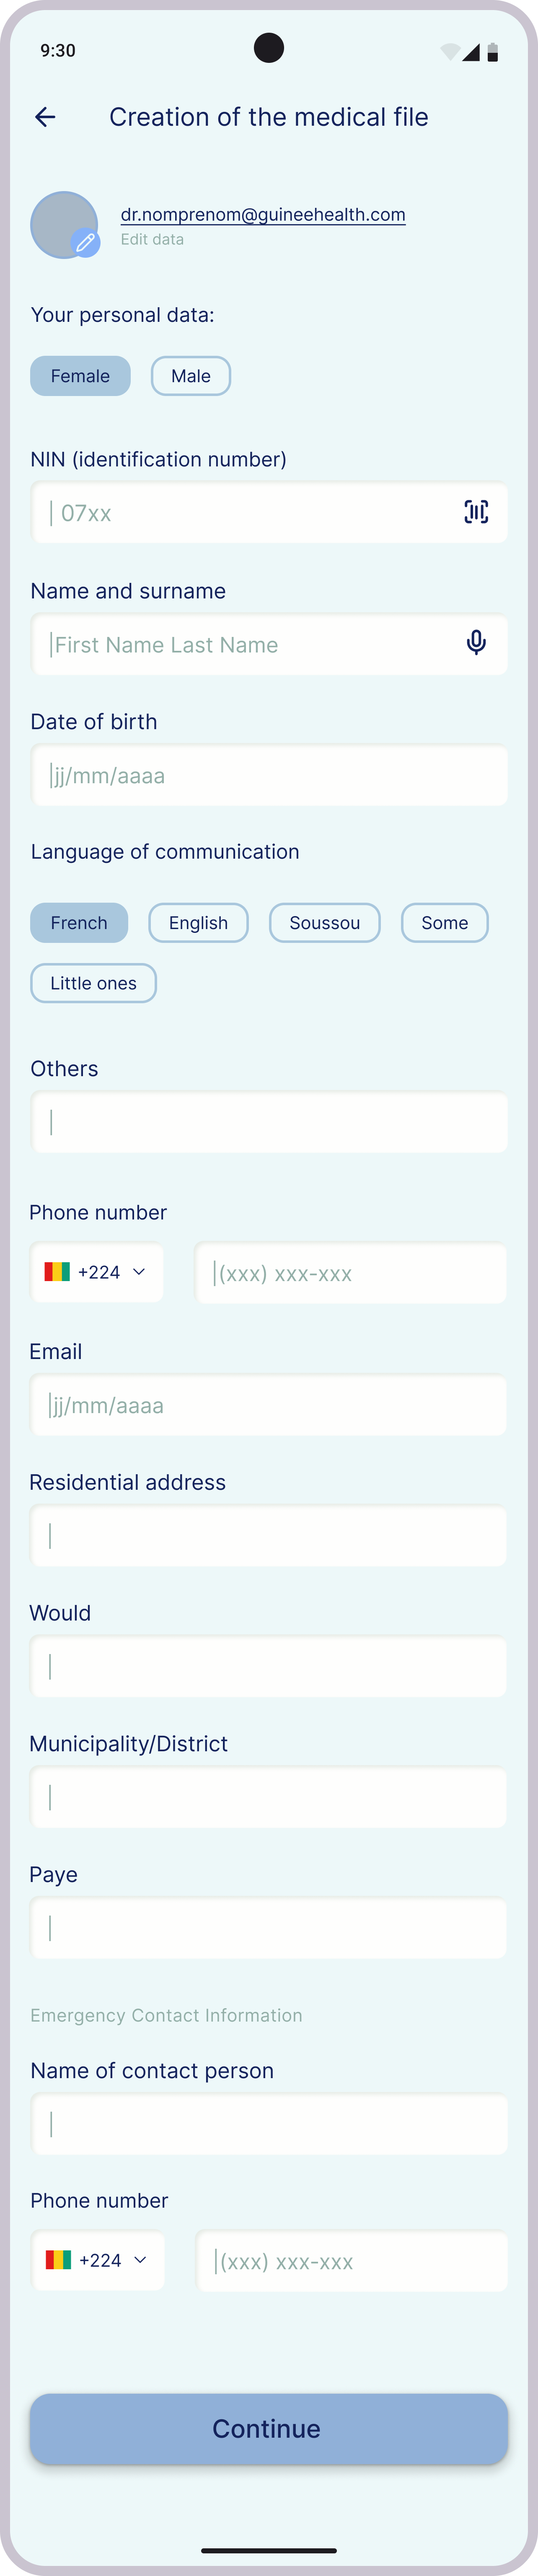 9:30
Creation of the medical file
dr.nomprenom@guineehealth.com
Edit data
Your personal data:
Female Male
NIN (identification number)
07xx
Name and surname
First Name Last Name
Date of birth
jj/mm/aaaa
Language of communication
French English Soussou Some
Little ones
Others
Phone number
+224 (xxx) xxx-xxx
Email
jj/mm/aaaa
Residential address
Would
Municipality/District
Paye
Emergency Contact Information
Name of contact person
Phone number
+224 (xxx) xxx-xxx
Continue